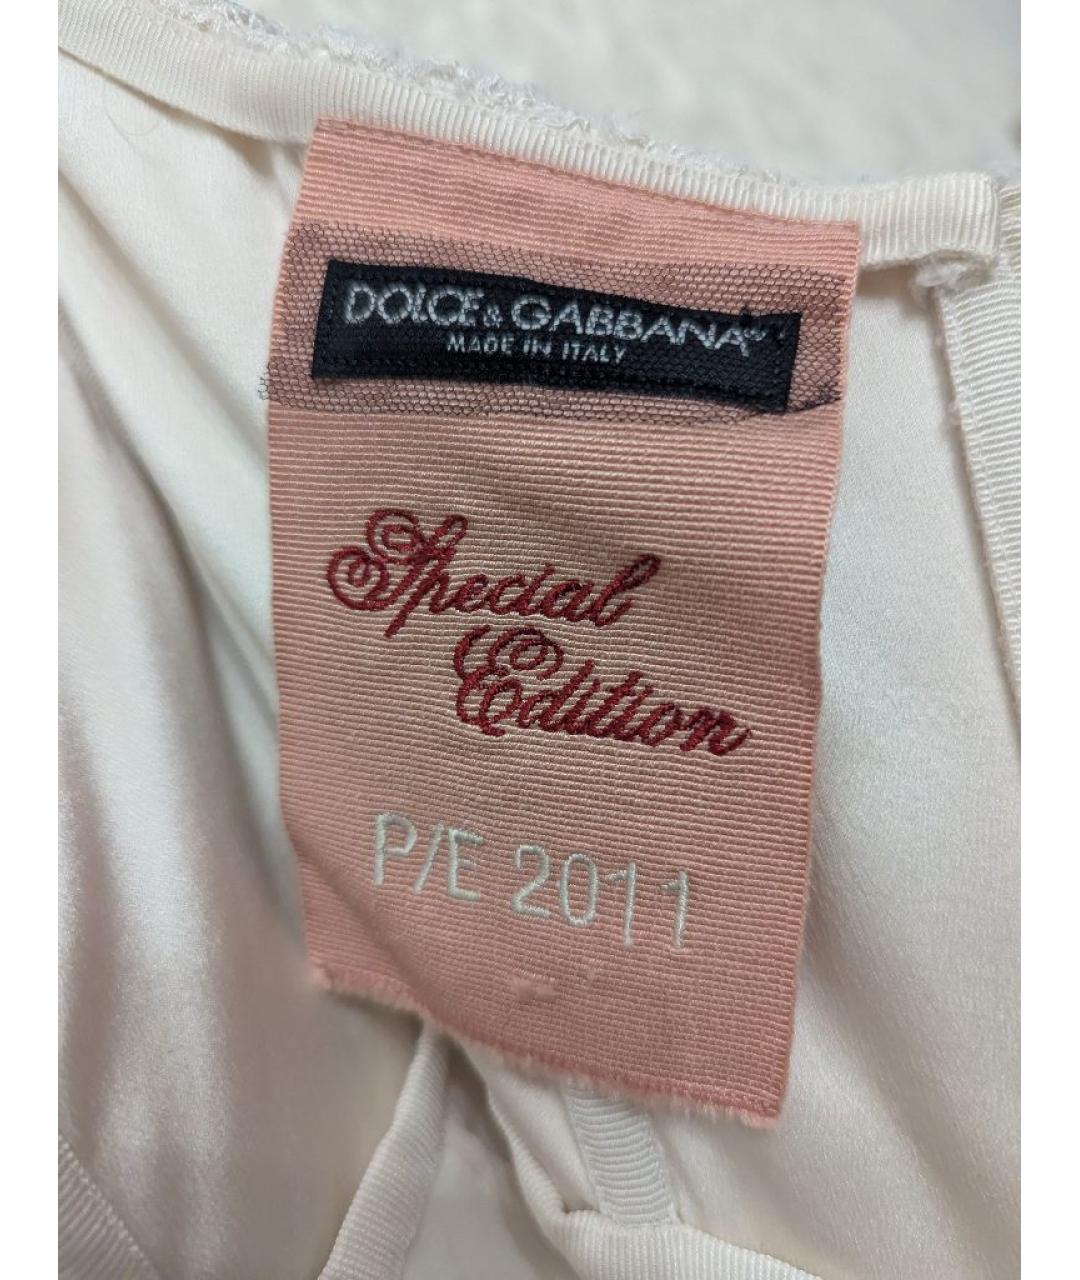 DOLCE & GABBANA
MADE IN ITALY
Special
Edition
P/E 2011